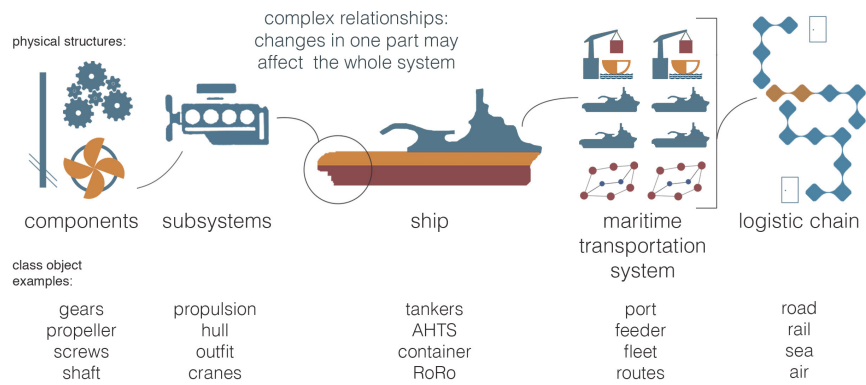 complex relationships:
changes in one part may
affect the whole system
physical structures:
components
subsystems
ship
maritime
transportation
system
logistic chain
class object
examples:
gears
propeller
screws
shaft
propulsion
hull
outfit
cranes
tankers
AHTS
container
RoRo
port
feeder
fleet
routes
road
rail
sea
air